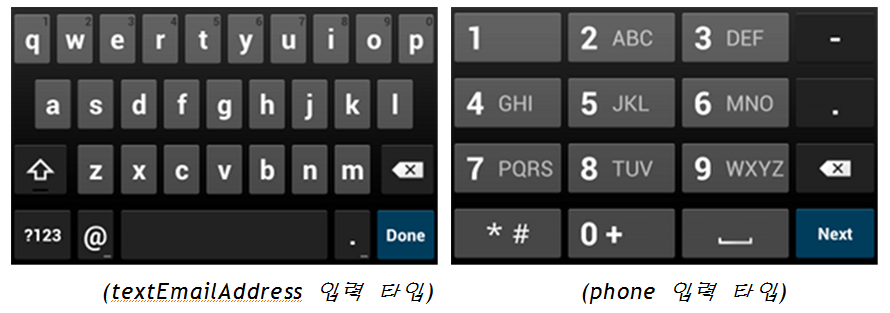 1 2 3 4 5 6 7 8 9 0
q w e r t y u i o p
a s d f g h j k l
z x c v b n m
?123 @ . Done
1 2 ABC 3 DEF -
4 GHI 5 JKL 6 MNO .
7 PQRS 8 TUV 9 WXYZ
* # 0 + Next
(textEmailAddress 입력 타입)
(phone 입력 타입)